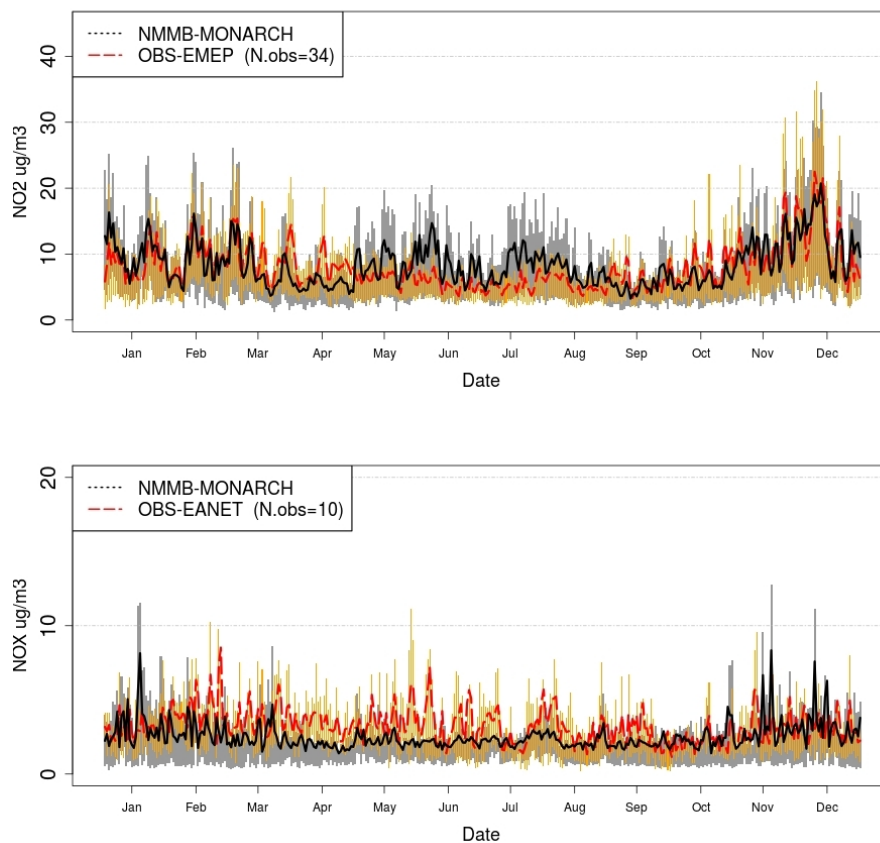 NMMB-MONARCH
OBS-EMEP (N.obs=34)
NO2 ug/m3
40
30
20
10
0
Jan Feb Mar Apr May Jun Jul Aug Sep Oct Nov Dec
Date
NMMB-MONARCH
OBS-EANET (N.obs=10)
NOX ug/m3
20
10
0
Jan Feb Mar Apr May Jun Jul Aug Sep Oct Nov Dec
Date